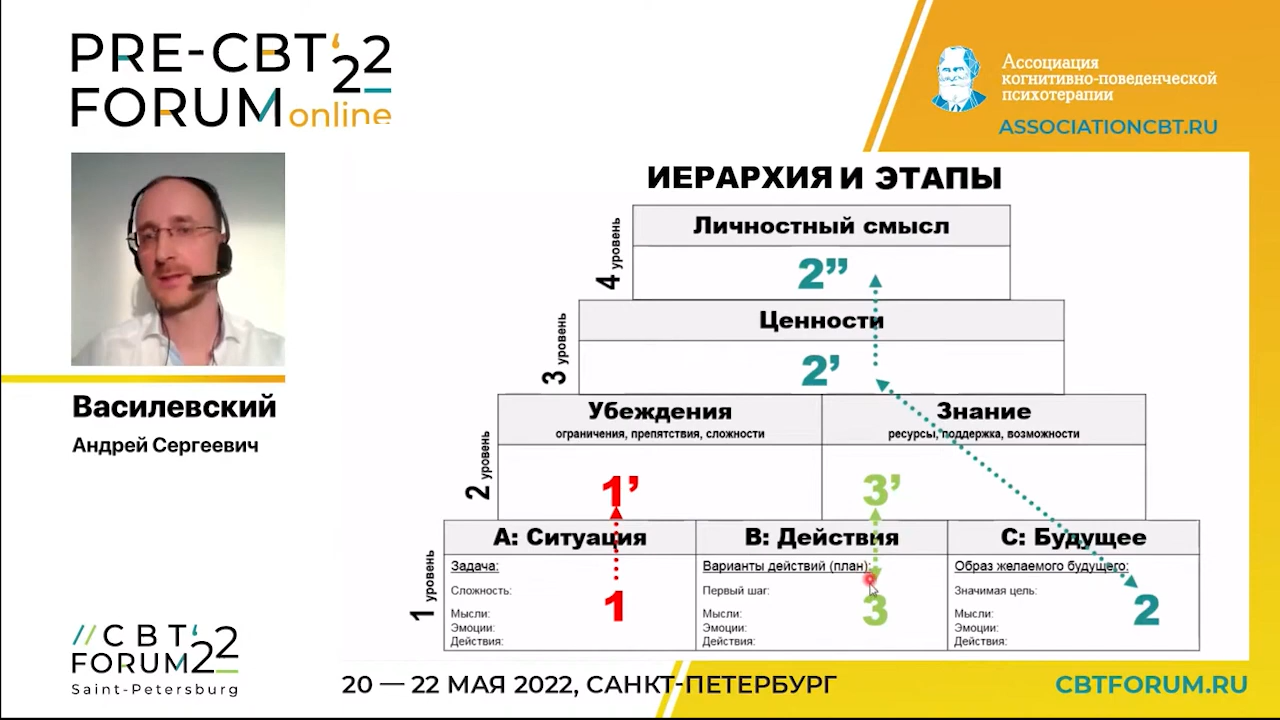 PRE-CBT'22
FORUM online
Ассоциация
когнитивно-поведенческой
психотерапии
ASSOCIATIONCBT.RU
Василевский
Андрей Сергеевич
ИЕРАРХИЯ И ЭТАПЫ
4 уровень
Личностный смысл
2”
3 уровень
Ценности
2’
2 уровень
Убеждения
ограничения, препятствия, сложности
1’
Знание
ресурсы, поддержка, возможности
3’
1 уровень
А: Ситуация
Задача:
Сложность:
Мысли:
Эмоции:
Действия:
1
В: Действия
Варианты действий (план):
Первый шаг:
Мысли:
Эмоции:
Действия:
3
С: Будущее
Образ желаемого будущего:
Значимая цель:
Мысли:
Эмоции:
Действия:
2
//CBT'22
FORUM
Saint-Petersburg
20 — 22 МАЯ 2022, САНКТ-ПЕТЕРБУРГ
CBTFORUM.RU